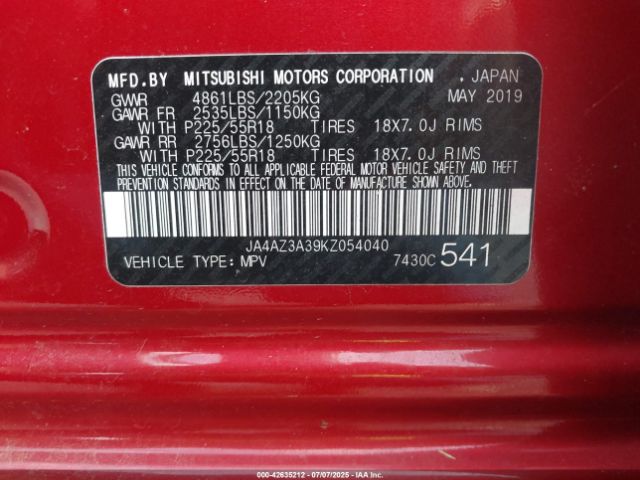 MFD.BY MITSUBISHI MOTORS CORPORATION . JAPAN
GVWR 4861LBS/2205KG MAY 2019
GAWR FR 2535LBS/1150KG
WITH P225/55R18 TIRES 18X7.0J RIMS
GAWR RR 2756LBS/1250KG
WITH P225/55R18 TIRES 18X7.0J RIMS
THIS VEHICLE CONFORMS TO ALL APPLICABLE FEDERAL MOTOR VEHICLE SAFETY AND THEFT
PREVENTION STANDARDS IN EFFECT ON THE DATE OF MANUFACTURE SHOWN ABOVE.
JA4AZ3A39KZ054040
VEHICLE TYPE: MPV 7430C 541
000-42635212 - 07/07/2025 - IAAI.COM